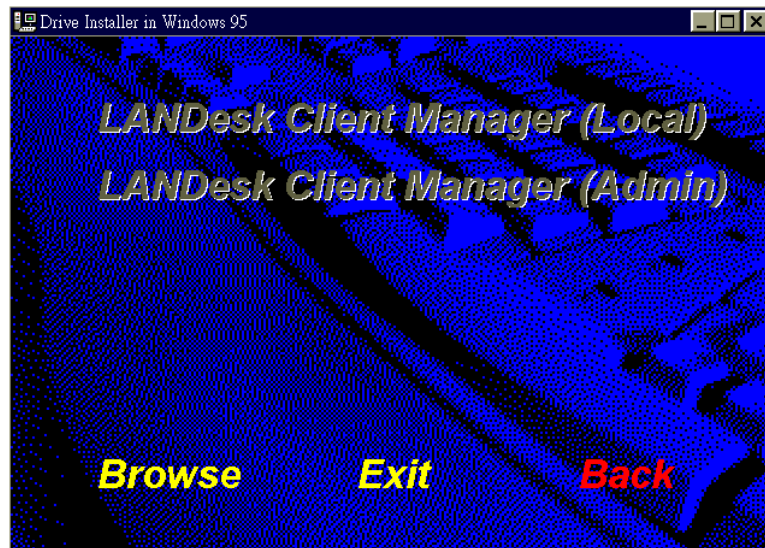 Drive Installer in Windows 95
LANDesk Client Manager (Local)
LANDesk Client Manager (Admin)
Browse Exit Back